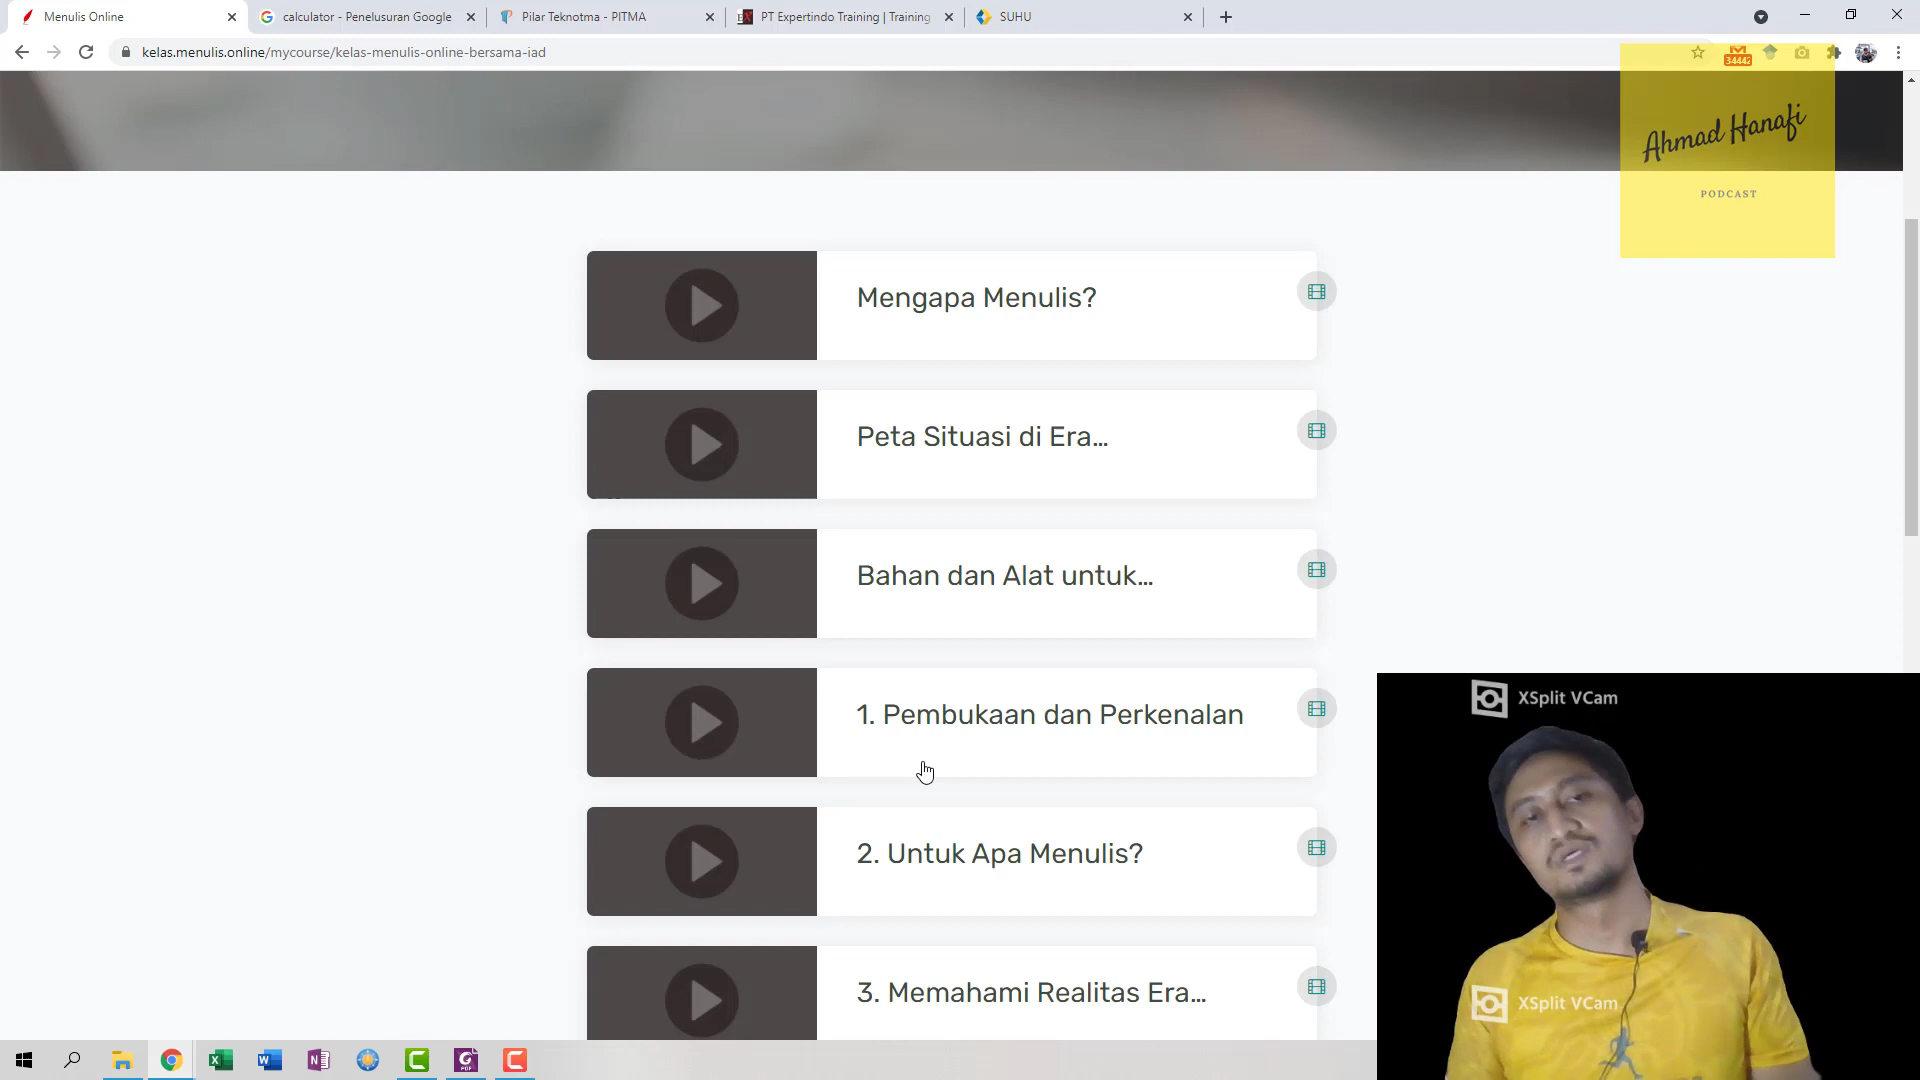 Menulis Online
calculator - Penelusuran Google
Pilar Teknotma - PITMA
PT Expertindo Training | Training
SUHU
kelas.menulis.online/mycourse/kelas-menulis-online-bersama-iad
34442
Ahmad Hanafi
PODCAST
Mengapa Menulis?
Peta Situasi di Era...
Bahan dan Alat untuk...
1. Pembukaan dan Perkenalan
2. Untuk Apa Menulis?
3. Memahami Realitas Era...
XSplit VCam
XSplit VCam